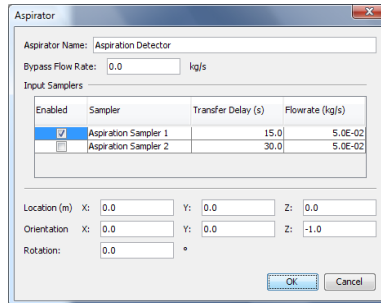 Aspirator
Aspirator Name: Aspiration Detector
Bypass Flow Rate: 0.0 kg/s
Input Samplers
Enabled Sampler Transfer Delay (s) Flowrate (kg/s)
Aspiration Sampler 1 15.0 5.0E-02
Aspiration Sampler 2 30.0 5.0E-02
Location (m) X: 0.0 Y: 0.0 Z: 0.0
Orientation X: 0.0 Y: 0.0 Z: -1.0
Rotation: 0.0 °
OK Cancel